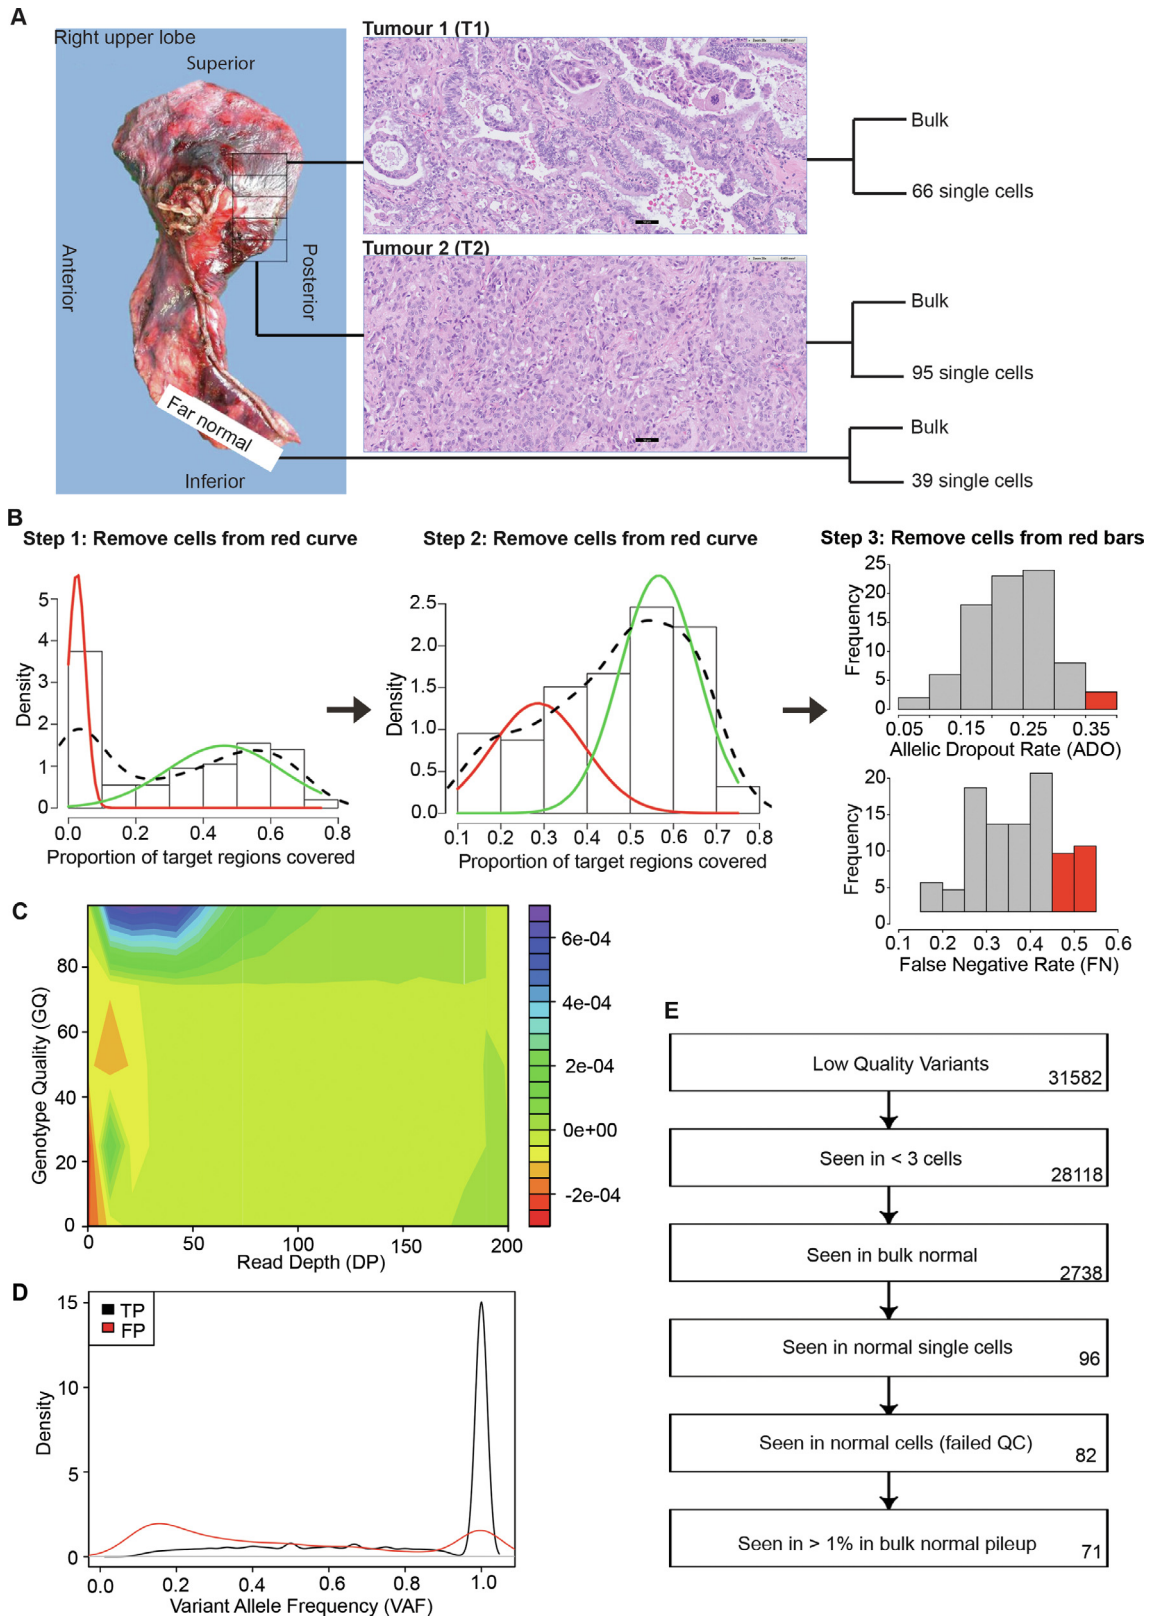 A
Right upper lobe
Superior
Anterior
Posterior
Far normal
Inferior
Tumour 1 (T1)
Tumour 2 (T2)
Bulk
66 single cells
Bulk
95 single cells
Bulk
39 single cells
B
Step 1: Remove cells from red curve
Density
5
4
3
2
1
0
0.0 0.2 0.4 0.6 0.8
Proportion of target regions covered
Step 2: Remove cells from red curve
Density
2.5
2.0
1.5
1.0
0.5
0.0
0.1 0.2 0.3 0.4 0.5 0.6 0.7 0.8
Proportion of target regions covered
Step 3: Remove cells from red bars
Frequency
25
20
15
10
5
0
0.05 0.15 0.25 0.35
Allelic Dropout Rate (ADO)
Frequency
20
15
10
5
0
0.1 0.2 0.3 0.4 0.5 0.6
False Negative Rate (FN)
C
Genotype Quality (GQ)
80
60
40
20
0
0 50 100 150 200
Read Depth (DP)
6e-04
4e-04
2e-04
0e+00
-2e-04
D
TP
FP
Density
15
10
5
0
0.0 0.2 0.4 0.6 0.8 1.0
Variant Allele Frequency (VAF)
E
Low Quality Variants
31582
Seen in < 3 cells
28118
Seen in bulk normal
2738
Seen in normal single cells
96
Seen in normal cells (failed QC)
82
Seen in > 1% in bulk normal pileup
71